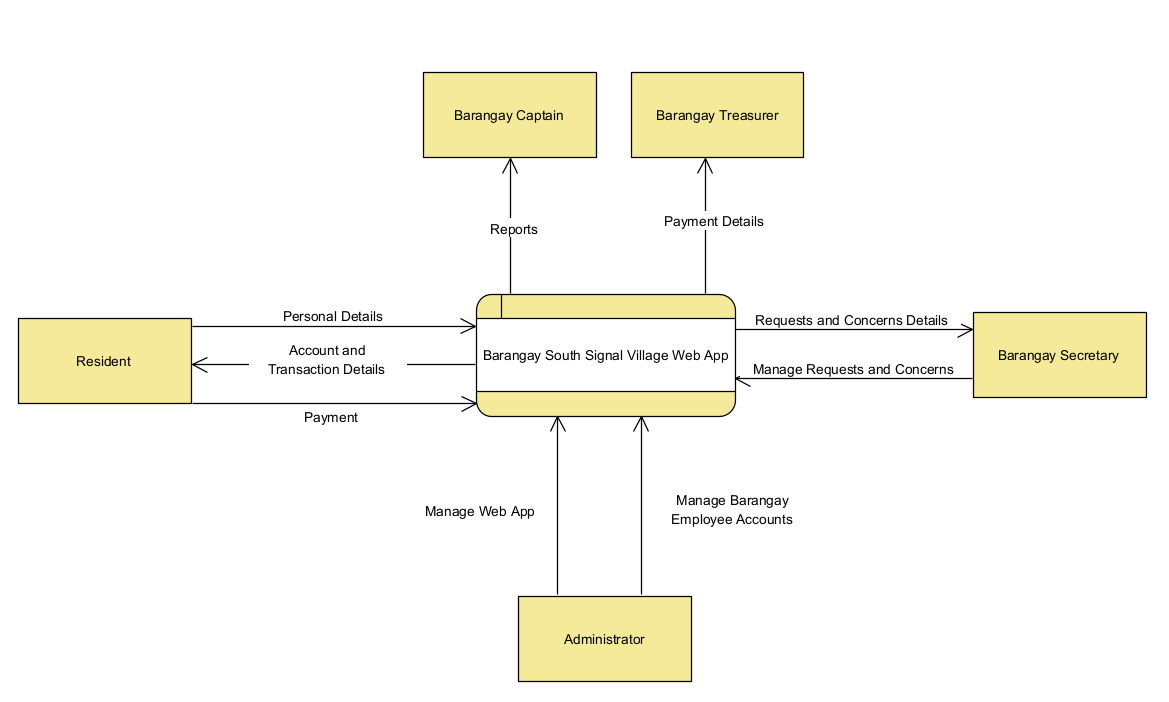 Barangay Captain
Barangay Treasurer
Reports
Payment Details
Personal Details
Requests and Concerns Details
Resident
Account and
Transaction Details
Barangay South Signal Village Web App
Barangay Secretary
Manage Requests and Concerns
Payment
Manage Web App
Manage Barangay
Employee Accounts
Administrator